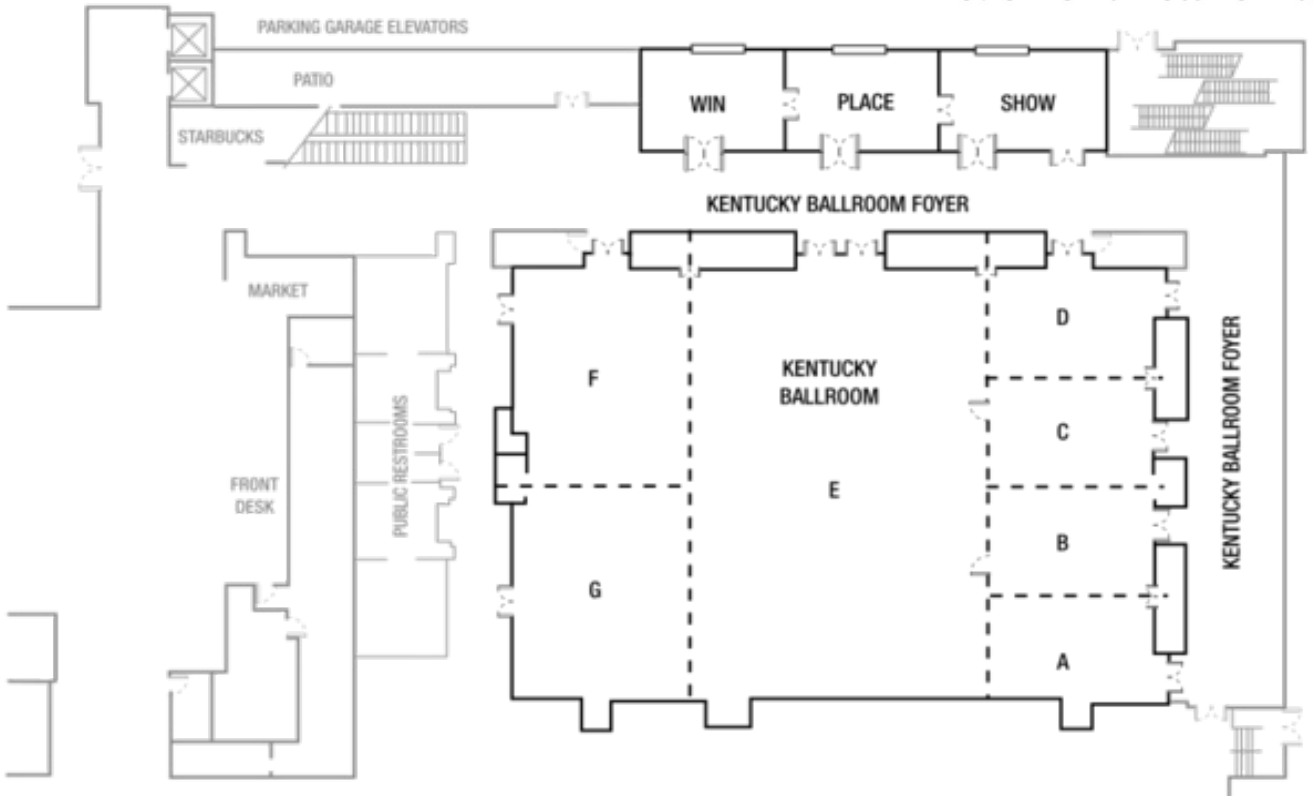 PARKING GARAGE ELEVATORS
PATIO
STARBUCKS
WIN
PLACE
SHOW
KENTUCKY BALLROOM FOYER
MARKET
FRONT
DESK
PUBLIC RESTROOMS
F
G
KENTUCKY
BALLROOM
E
D
C
B
A
KENTUCKY BALLROOM FOYER